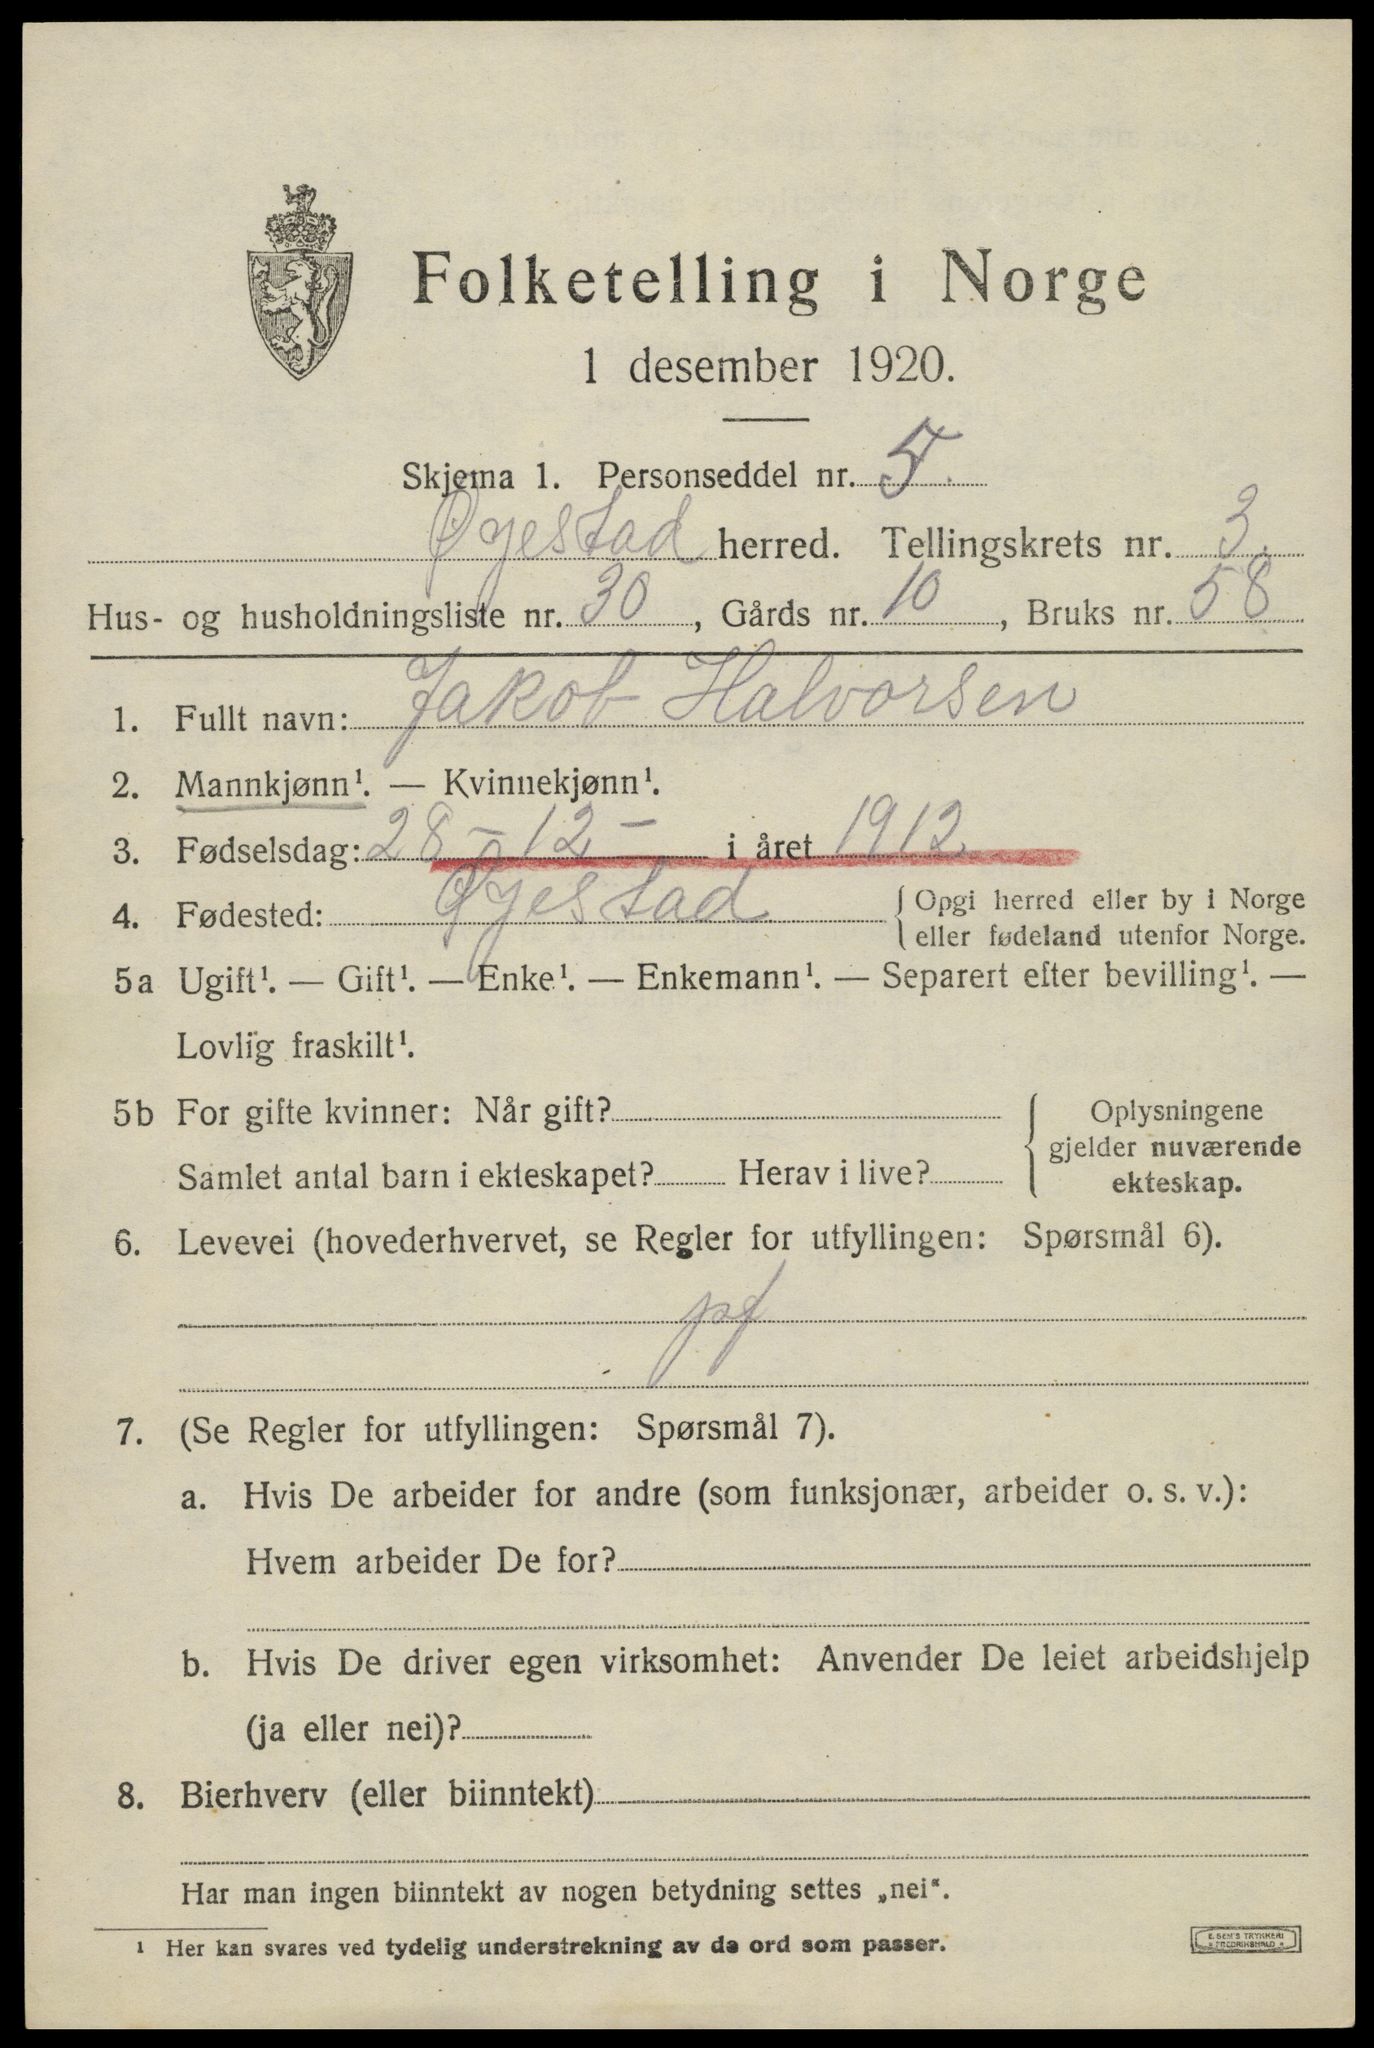 Folketelling i Norge
1 desember 1920.
Skjema 1. Personseddel nr. 5.
Øyestad herred. Tellingskrets nr. 3.
Hus- og husholdningsliste nr. 30, Gårds nr. 10, Bruks nr. 58
1. Fullt navn: Jakob Halvorsen
2. Mannkjønn¹. — Kvinnekjønn¹.
3. Fødselsdag: 28 - 12 - i året 1912.
4. Fødested: Øyestad { Opgi herred eller by i Norge
eller fødeland utenfor Norge.
5a Ugift¹. — Gift¹. — Enke¹. — Enkemann¹. — Separert efter bevilling¹. —
Lovlig fraskilt¹.
5b For gifte kvinner: Når gift? { Oplysningene
gjelder nuværende
Samlet antal barn i ekteskapet? Herav i live? ekteskap.
6. Levevei (hovederhvervet, se Regler for utfyllingen: Spørsmål 6).
pf
7. (Se Regler for utfyllingen: Spørsmål 7).
a. Hvis De arbeider for andre (som funksjonær, arbeider o. s. v.):
Hvem arbeider De for?
b. Hvis De driver egen virksomhet: Anvender De leiet arbeidshjelp
(ja eller nei)?
8. Bierhverv (eller biinntekt)
Har man ingen biinntekt av nogen betydning settes „nei“.
¹ Her kan svares ved tydelig understrekning av de ord som passer.
E. SEM'S TRYKKERI
FREDRIKSHALD